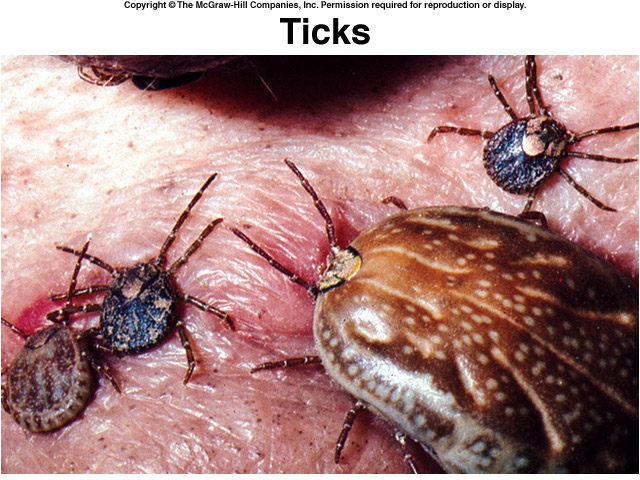 Copyright © The McGraw-Hill Companies, Inc. Permission required for reproduction or display.
Ticks